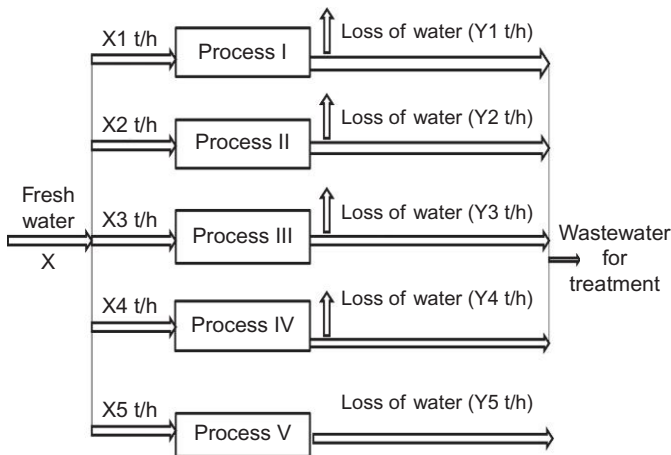 X1 t/h
Process I
Loss of water (Y1 t/h)
X2 t/h
Process II
Loss of water (Y2 t/h)
Fresh
water
X
X3 t/h
Process III
Loss of water (Y3 t/h)
Wastewater
for
treatment
X4 t/h
Process IV
Loss of water (Y4 t/h)
X5 t/h
Process V
Loss of water (Y5 t/h)